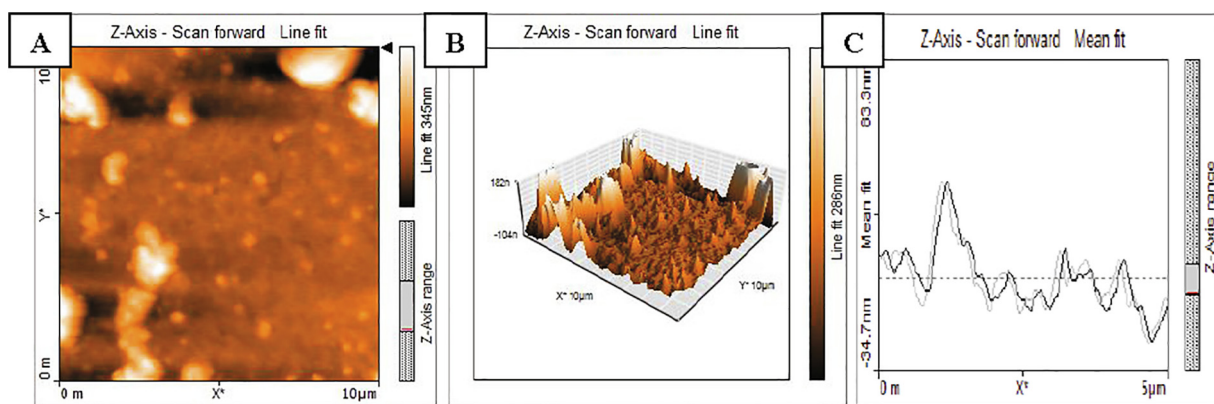 A
Z-Axis - Scan forward Line fit
10
Y*
0 m
0 m
X*
10µm
Line fit 345nm
Z-Axis range
B
Z-Axis - Scan forward Line fit
182n
-104n
X* 10µm
Y* 10µm
Line fit 286nm
C
Z-Axis - Scan forward Mean fit
63.3nm
Mean fit
-34.7nm
0 m
X*
5µm
Z-Axis range